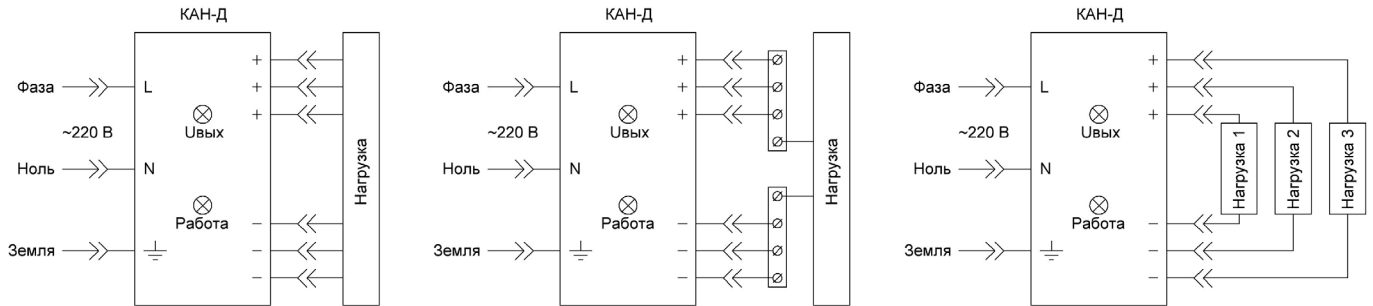 КАН-Д
Фаза
~220 В
Ноль
Земля
L
N
Uвых
Работа
+
+
+
−
−
−
Нагрузка
КАН-Д
Фаза
~220 В
Ноль
Земля
L
N
Uвых
Работа
+
+
+
−
−
−
Нагрузка
КАН-Д
Фаза
~220 В
Ноль
Земля
L
N
Uвых
Работа
+
+
+
−
−
−
Нагрузка 1
Нагрузка 2
Нагрузка 3